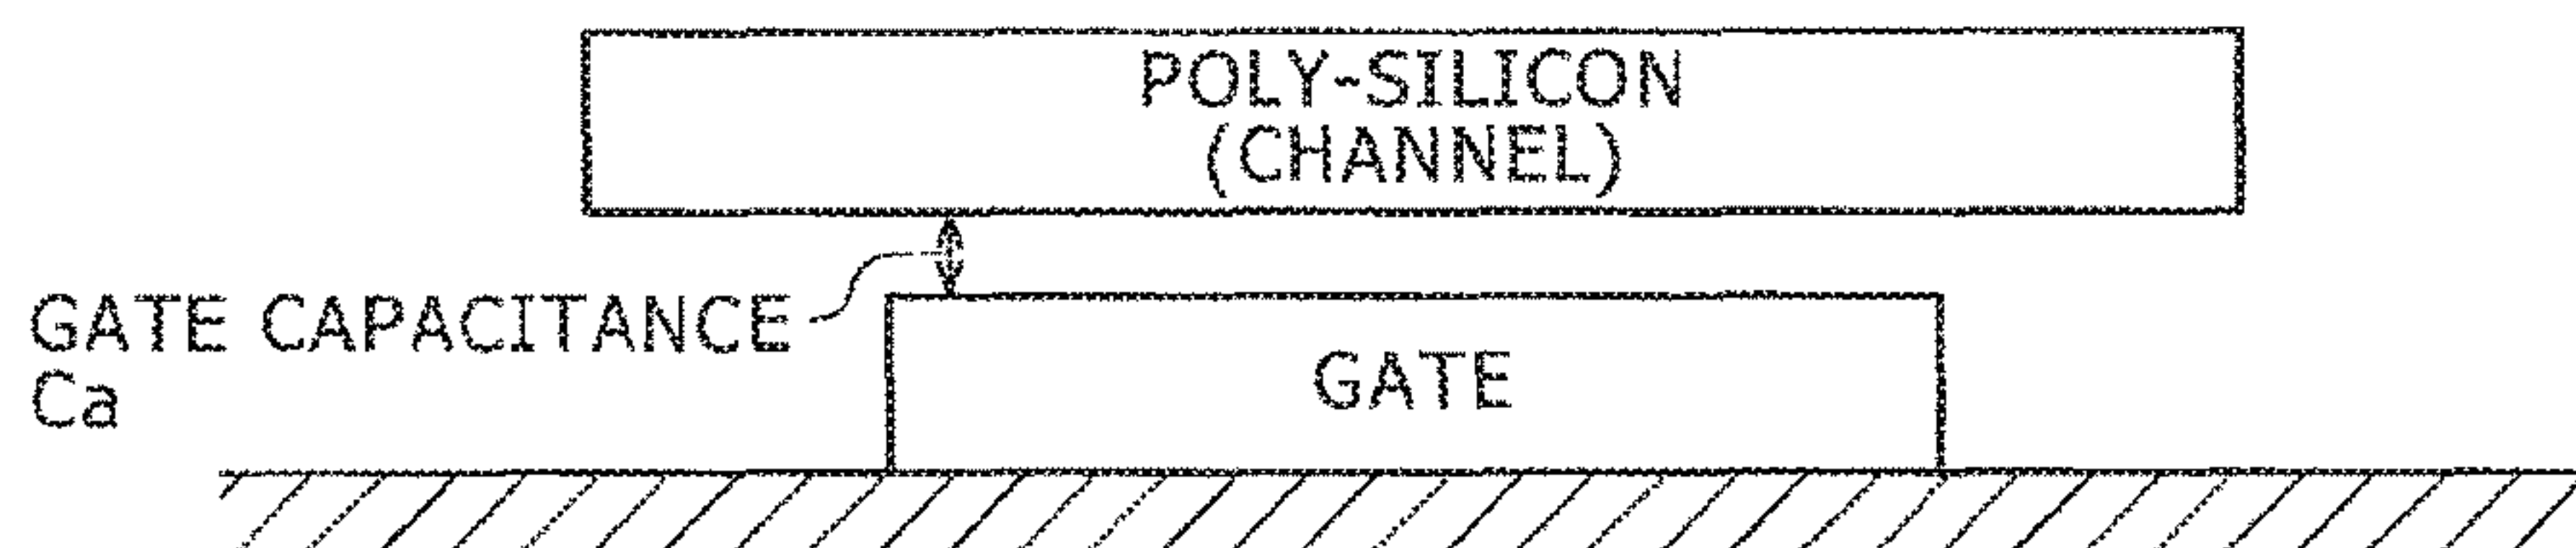 POLY-SILICON
(CHANNEL)
GATE CAPACITANCE
Ca
GATE